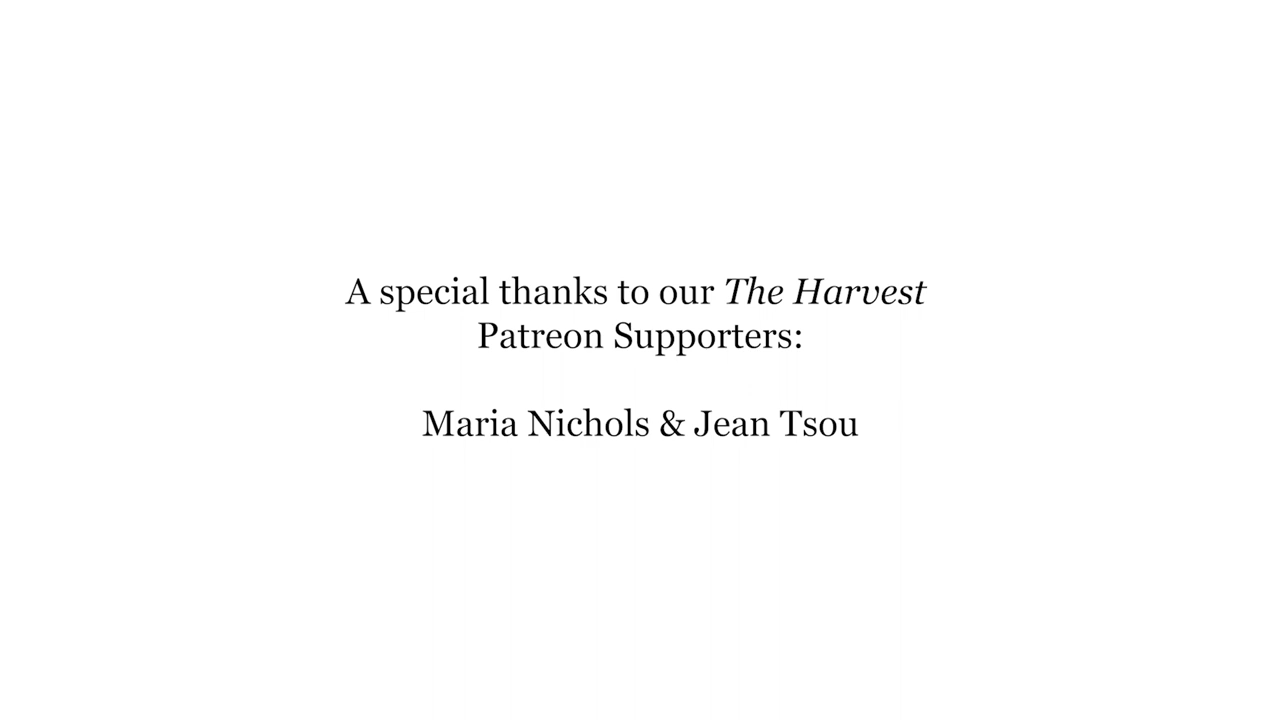 A special thanks to our The Harvest
Patreon Supporters:
Maria Nichols & Jean Tsou